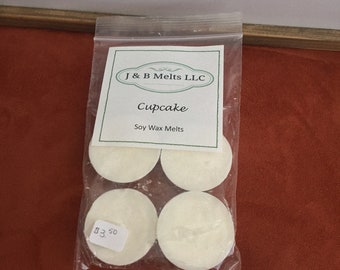 J & B Melts LLC
Cupcake
Soy Wax Melts
$3.50